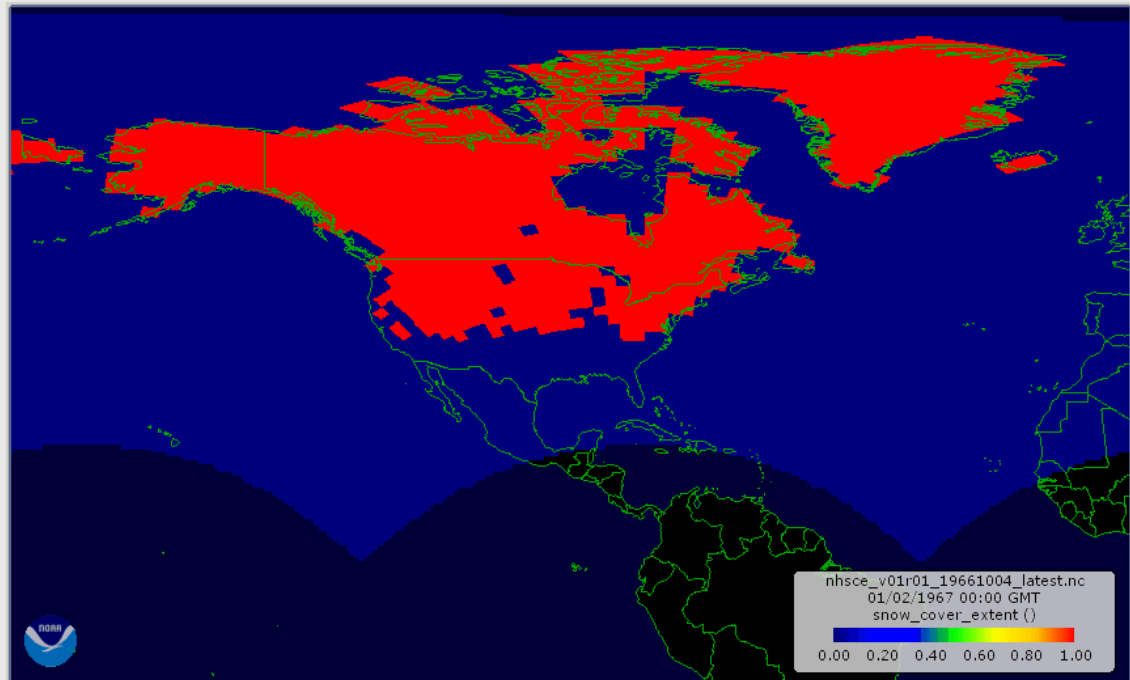 nhsce_v01r01_19661004_latest.nc
01/02/1967 00:00 GMT
snow_cover_extent ()
0.00 0.20 0.40 0.60 0.80 1.00
NOAA